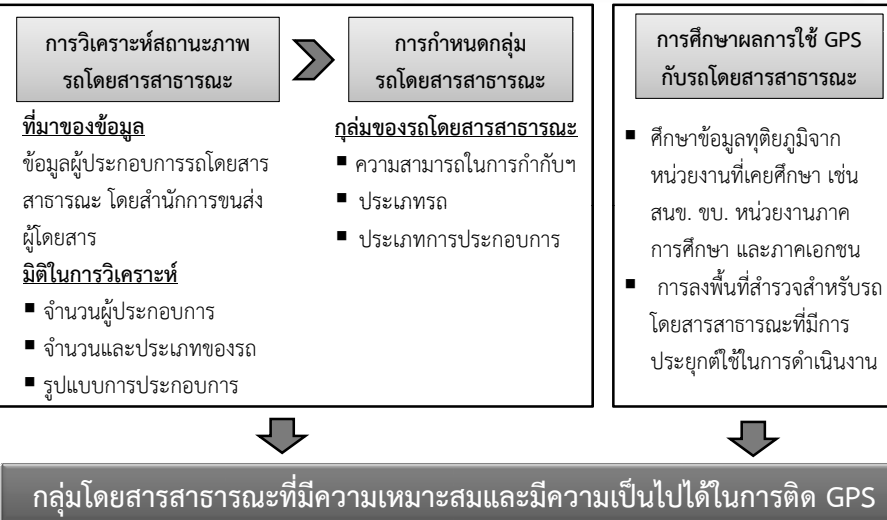 การวิเคราะห์สถานะภาพ
รถโดยสารสาธารณะ
ที่มาของข้อมูล
ข้อมูลผู้ประกอบการรถโดยสาร
สาธารณะ โดยสำนักการขนส่ง
ผู้โดยสาร
มิติในการวิเคราะห์
▪ จำนวนผู้ประกอบการ
▪ จำนวนและประเภทของรถ
▪ รูปแบบการประกอบการ
การกำหนดกลุ่ม
รถโดยสารสาธารณะ
กุล่มของรถโดยสารสาธารณะ
▪ ความสามารถในการกำกับฯ
▪ ประเภทรถ
▪ ประเภทการประกอบการ
การศึกษาผลการใช้ GPS
กับรถโดยสารสาธารณะ
▪ ศึกษาข้อมูลทุติยภูมิจาก
หน่วยงานที่เคยศึกษา เช่น
สนข. ขบ. หน่วยงานภาค
การศึกษา และภาคเอกชน
▪ การลงพื้นที่สำรวจสำหรับรถ
โดยสารสาธารณะที่มีการ
ประยุกต์ใช้ในการดำเนินงาน
กลุ่มโดยสารสาธารณะที่มีความเหมาะสมและมีความเป็นไปได้ในการติด GPS